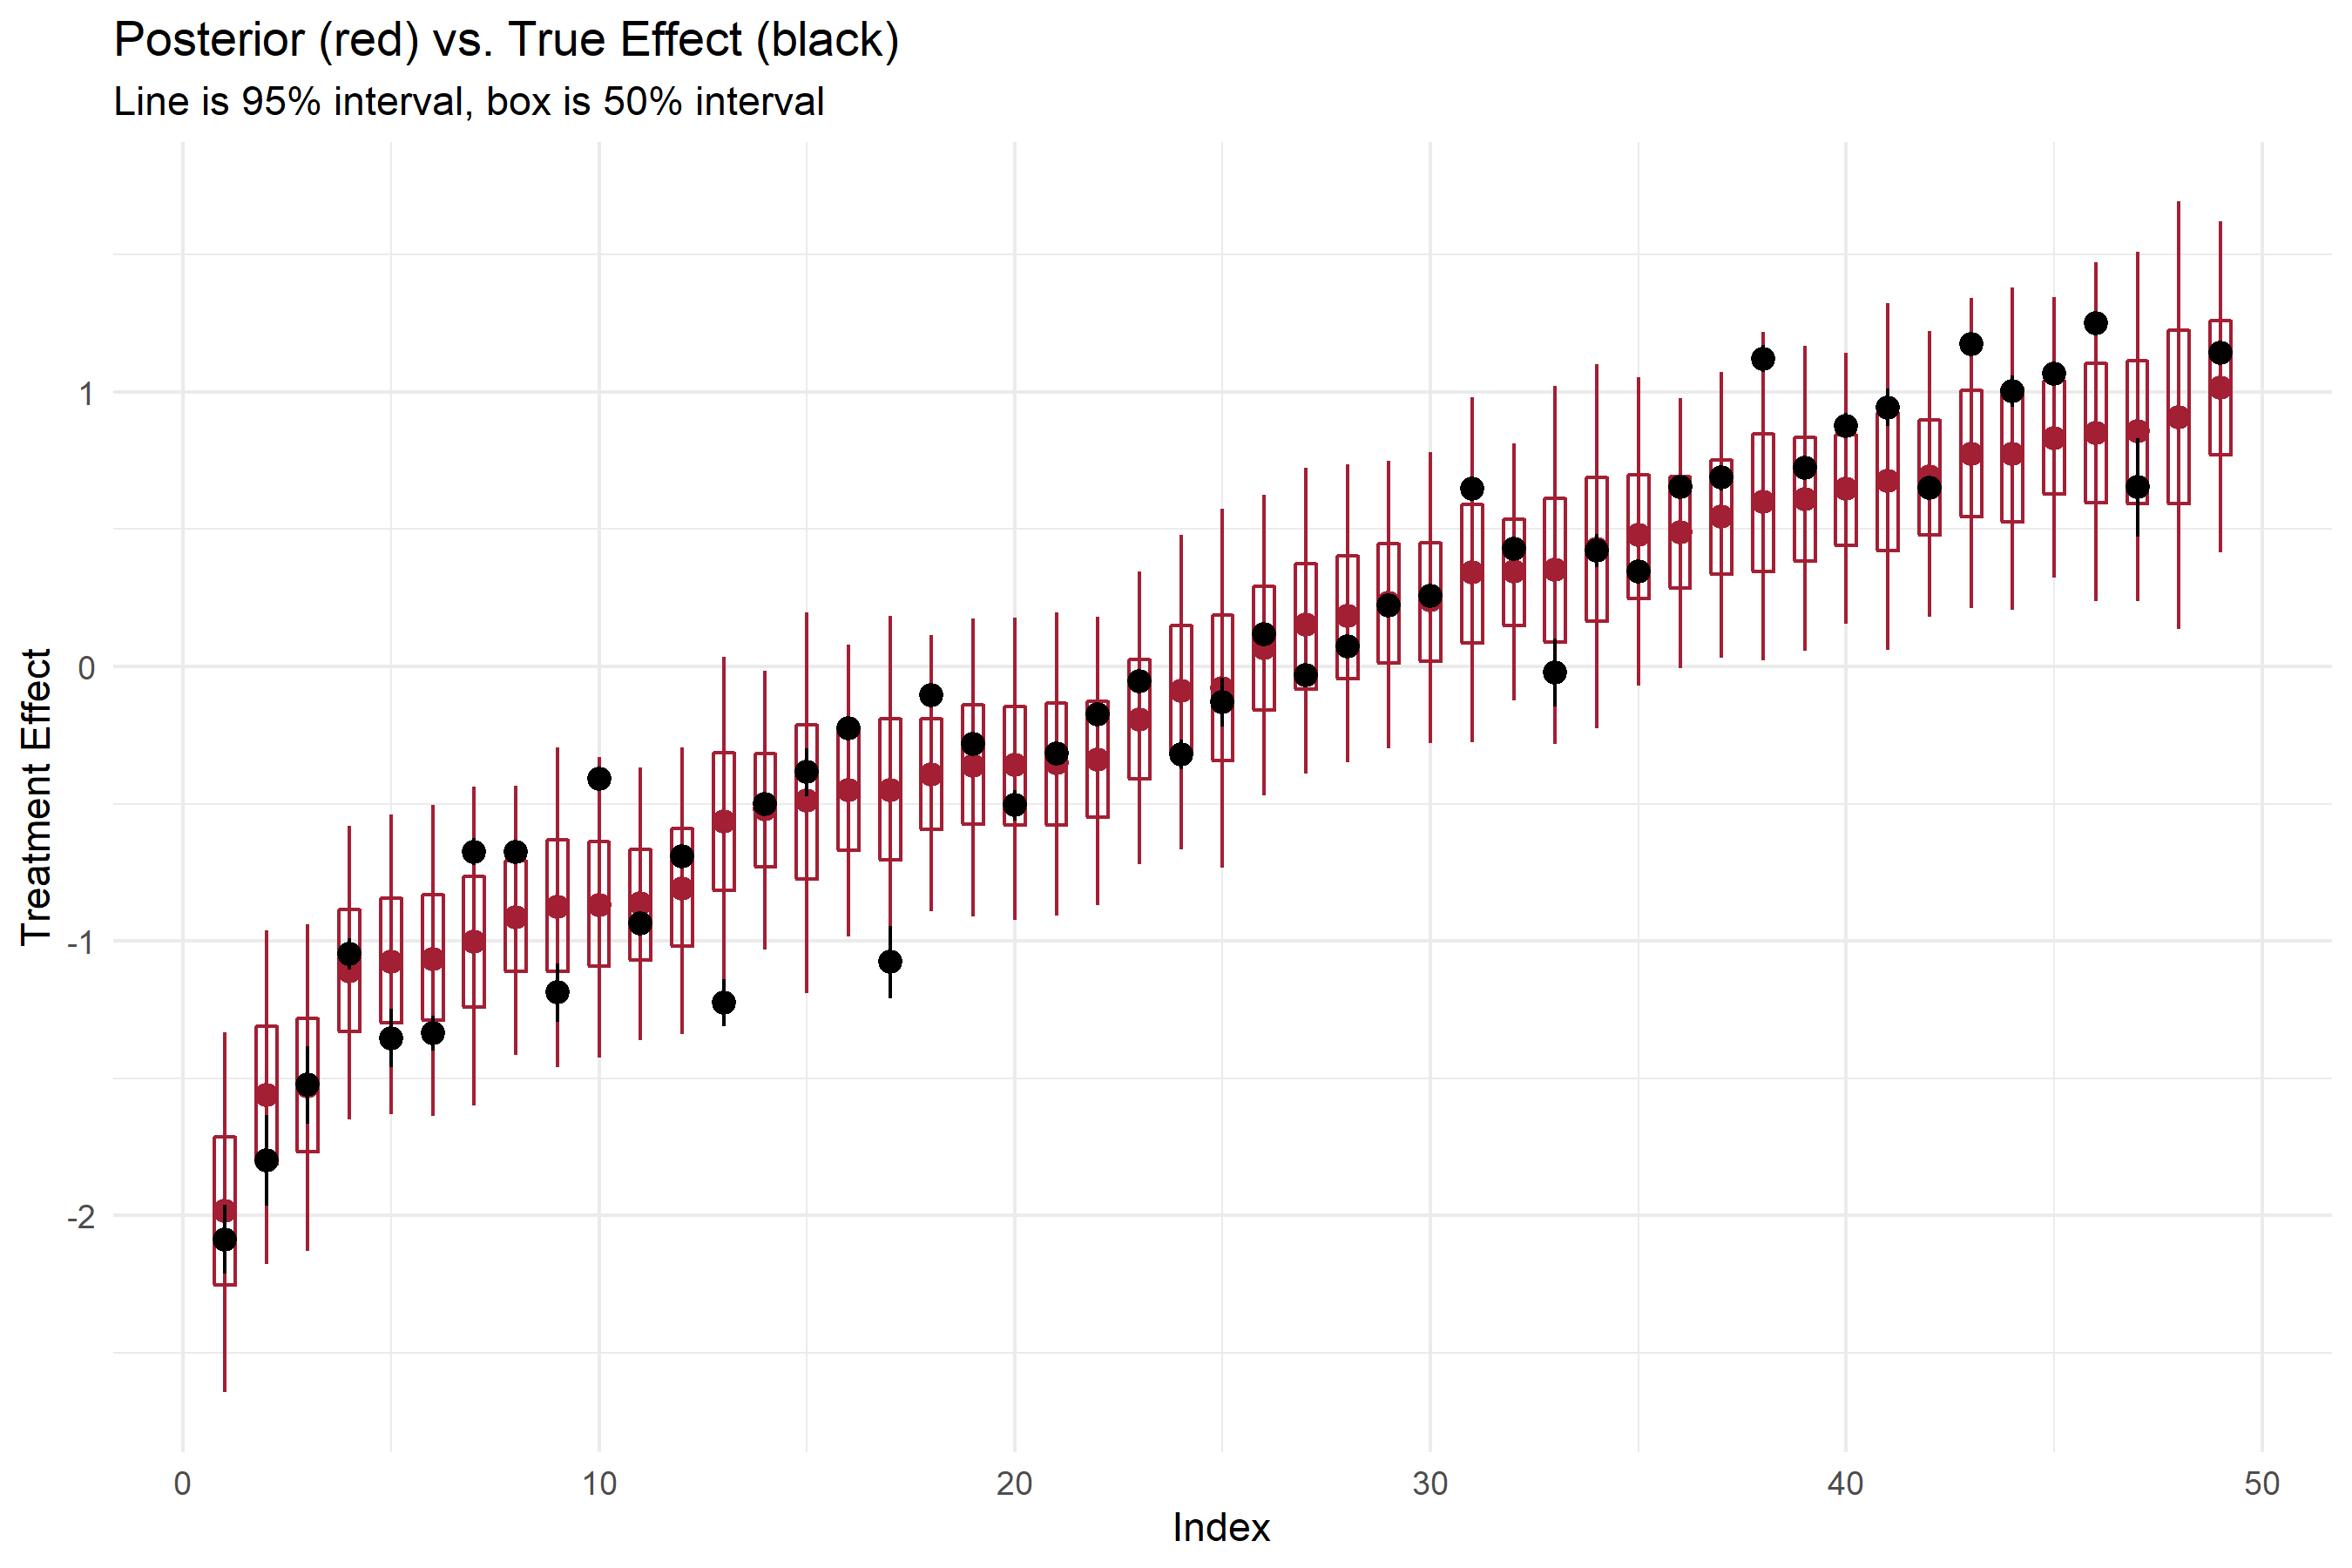 Posterior (red) vs. True Effect (black)
Line is 95% interval, box is 50% interval
Treatment Effect
1
0
-1
-2
0
10
20
30
40
50
Index